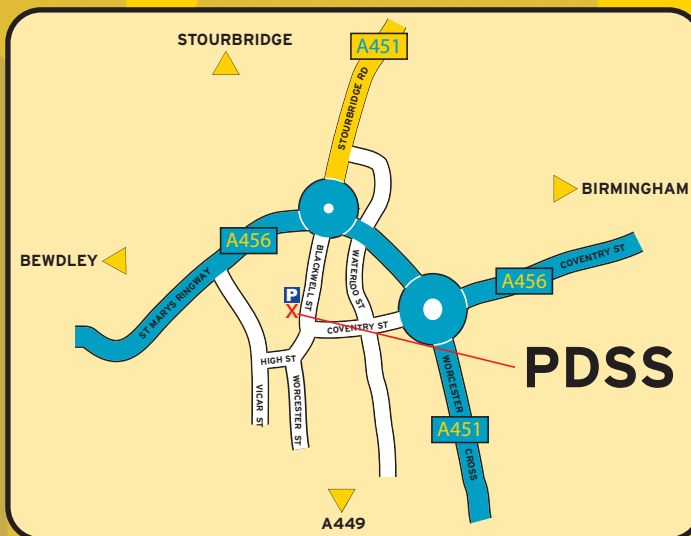 STOURBRIDGE
A451
STOURBRIDGE RD
BIRMINGHAM
A456
BEWDLEY
ST MARYS RINGWAY
BLACKWELL ST
WATERLOO ST
COVENTRY ST
A456
P
X
COVENTRY ST
PDSS
HIGH ST
VICAR ST
WORCESTER ST
WORCESTER
A451
CROSS
A449